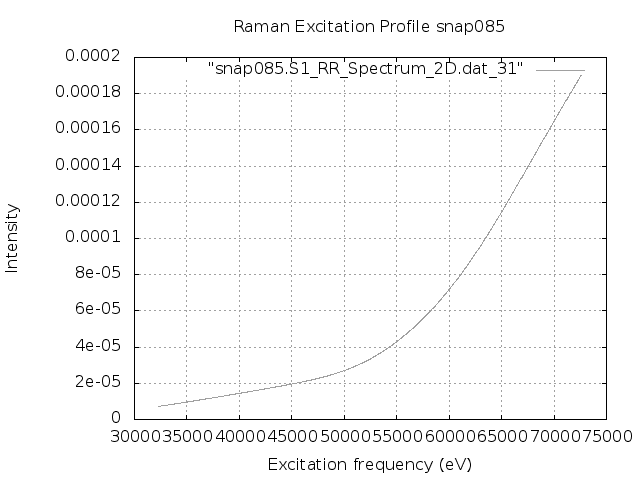 Raman Excitation Profile snap085
"snap085.S1_RR_Spectrum_2D.dat_31"
0.0002
0.00018
0.00016
0.00014
0.00012
0.0001
8e-05
6e-05
4e-05
2e-05
0
Intensity
30000 35000 40000 45000 50000 55000 60000 65000 70000 75000
Excitation frequency (eV)